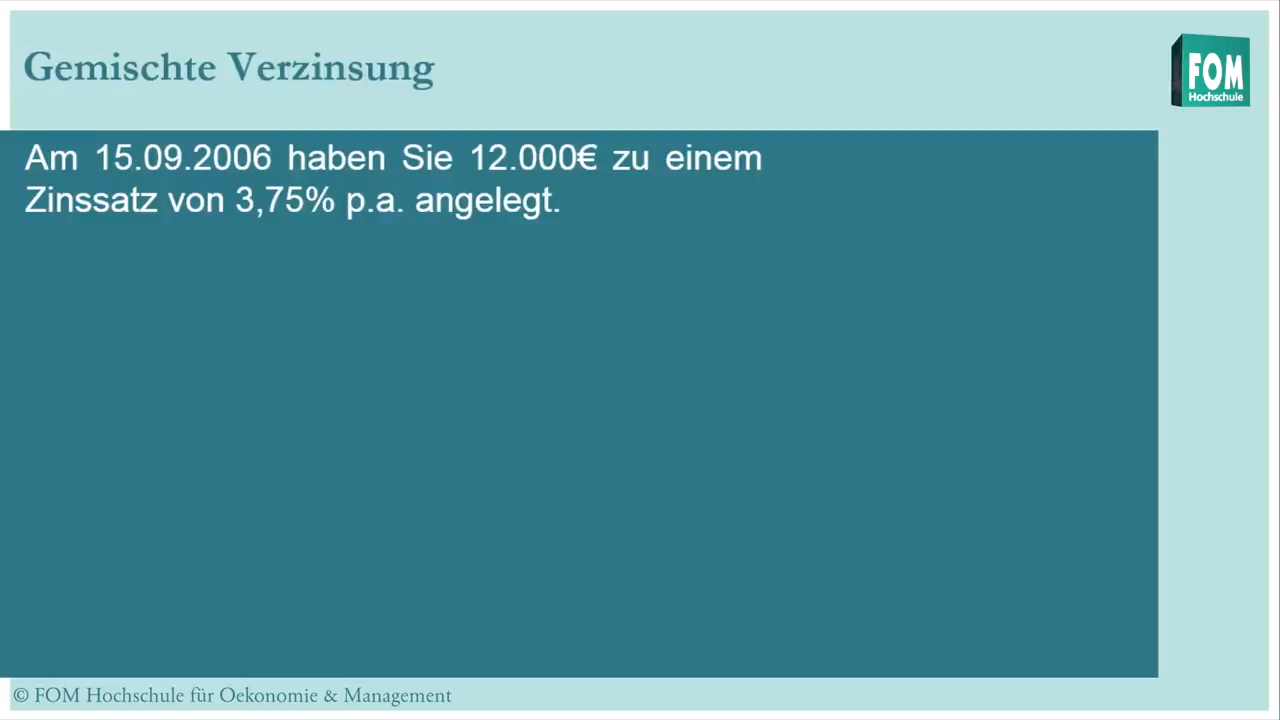 Gemischte Verzinsung
FOM
Hochschule
Am 15.09.2006 haben Sie 12.000€ zu einem
Zinssatz von 3,75% p.a. angelegt.
© FOM Hochschule für Oekonomie & Management